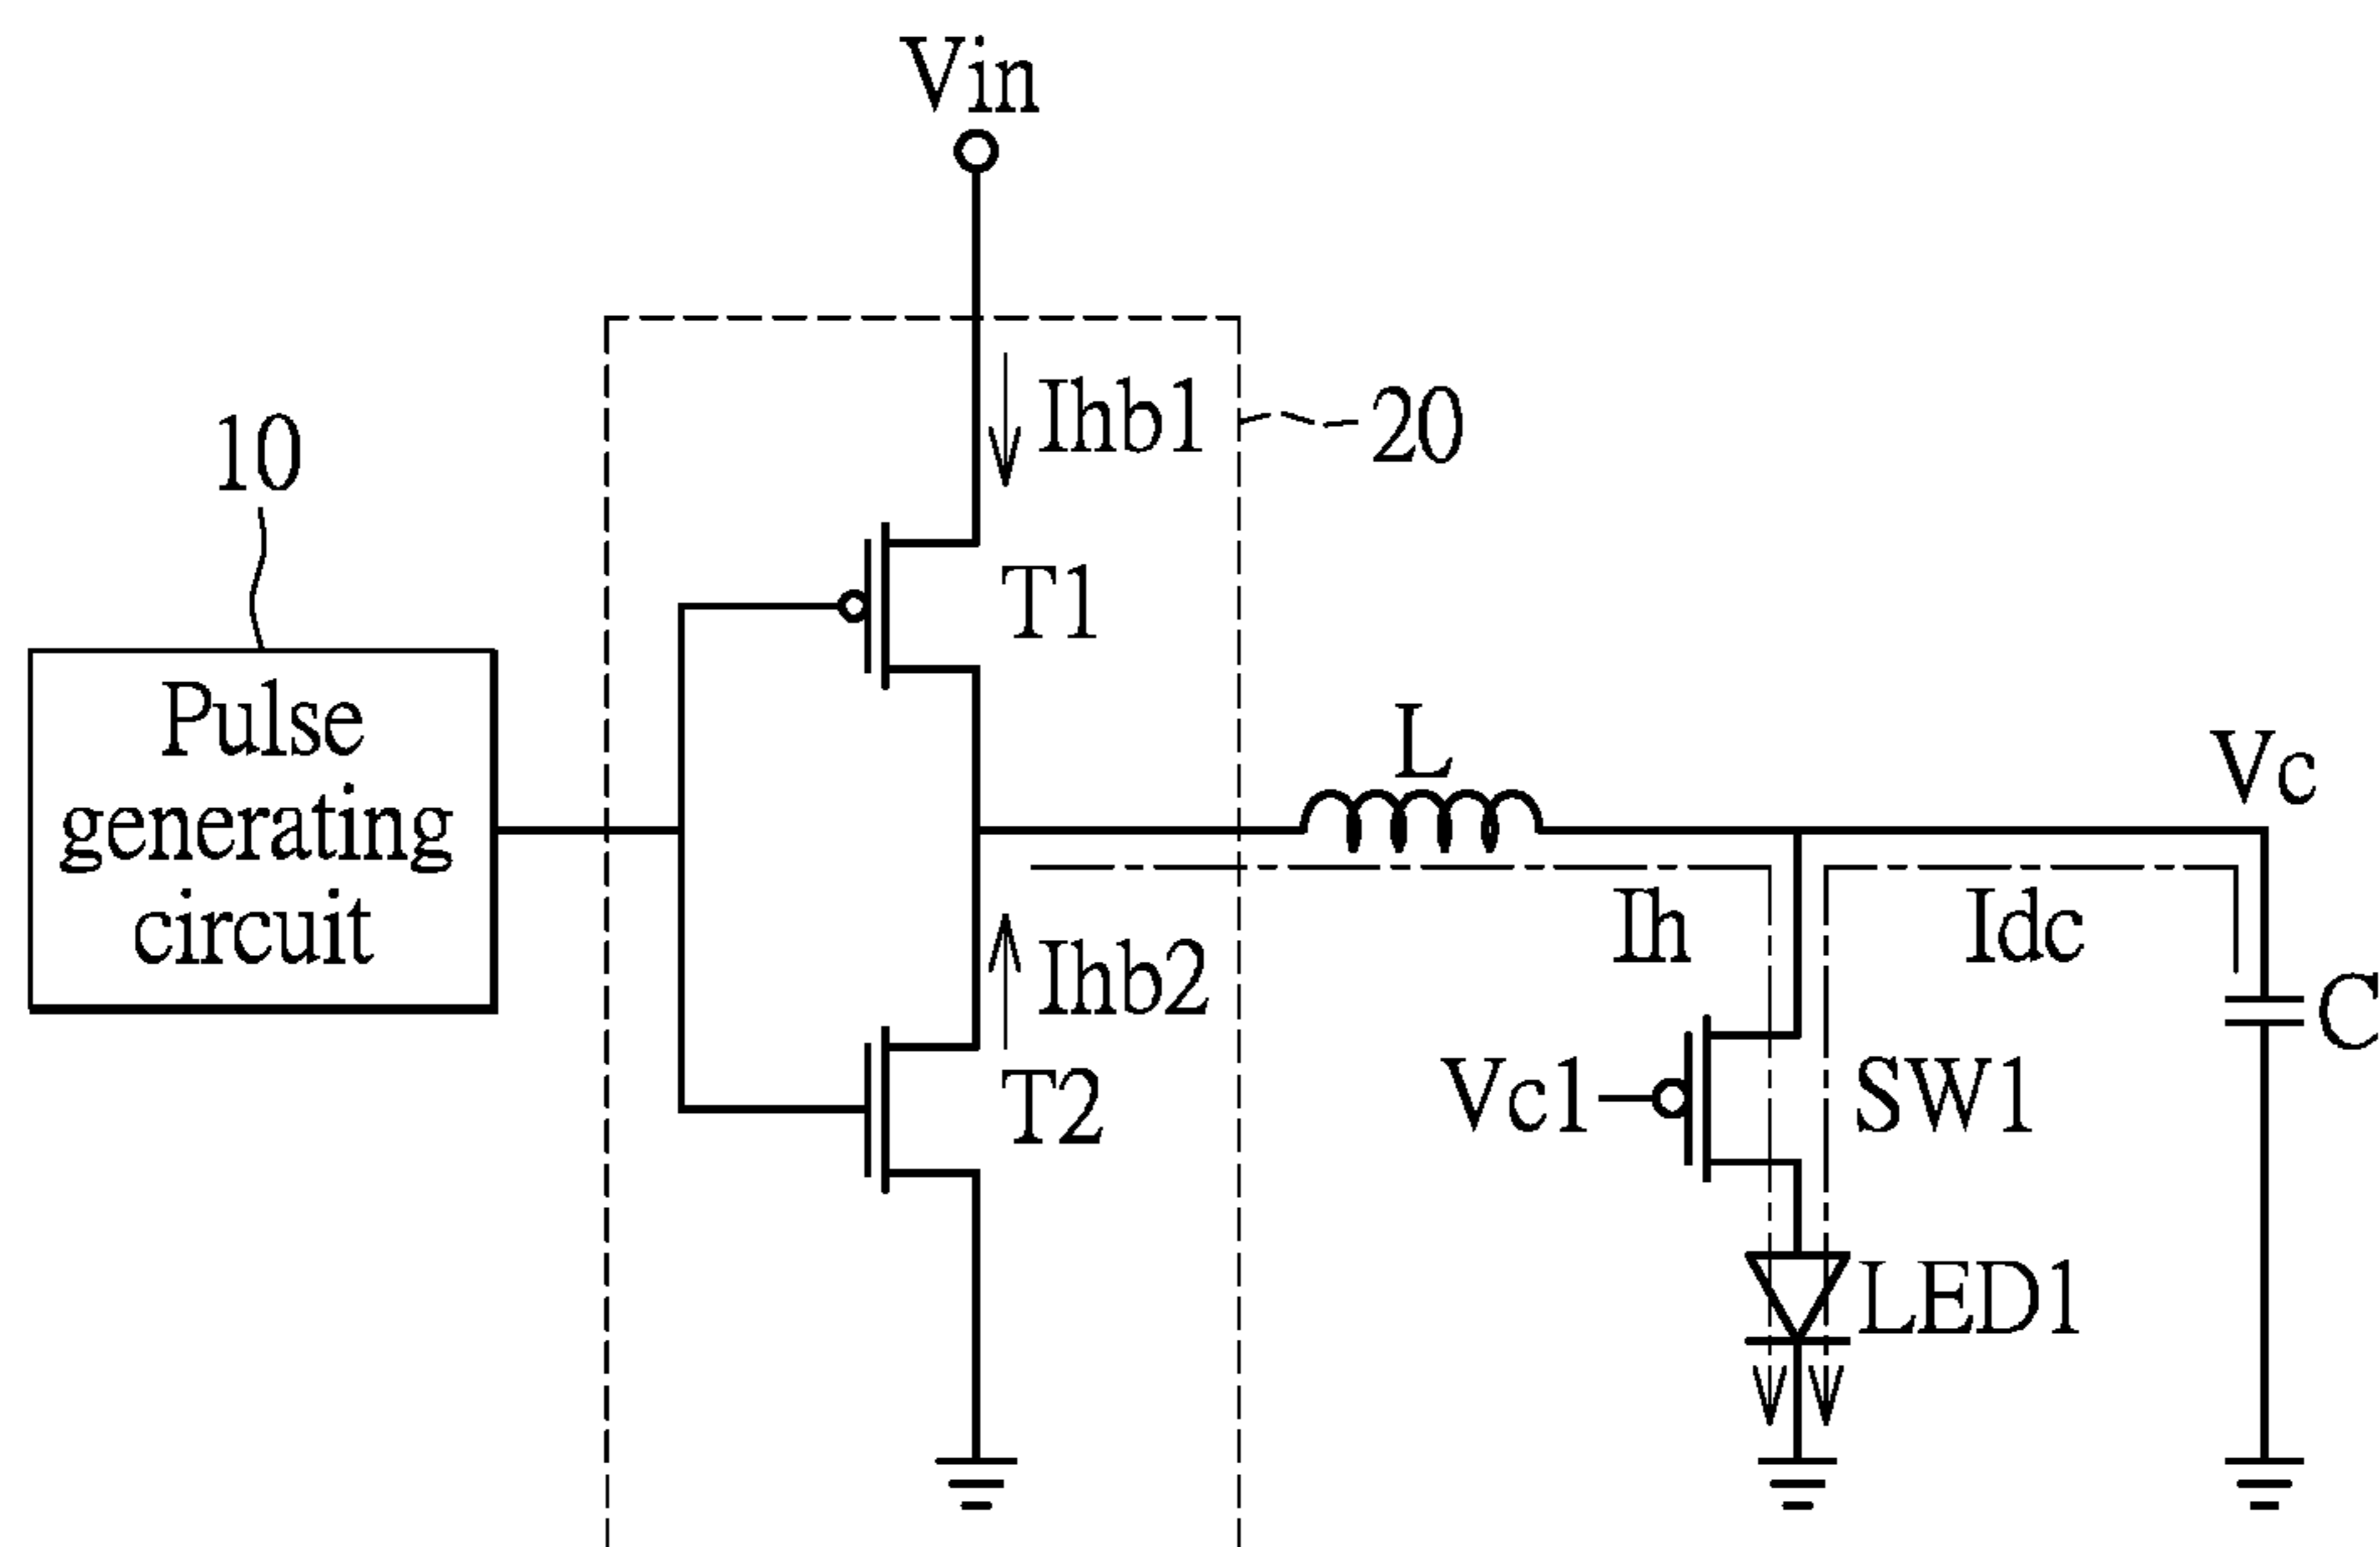 Vin
Ihb1
20
10
T1
Pulse
generating
circuit
L
Vc
Ih
Idc
Ihb2
C
T2
Vc1
SW1
LED1